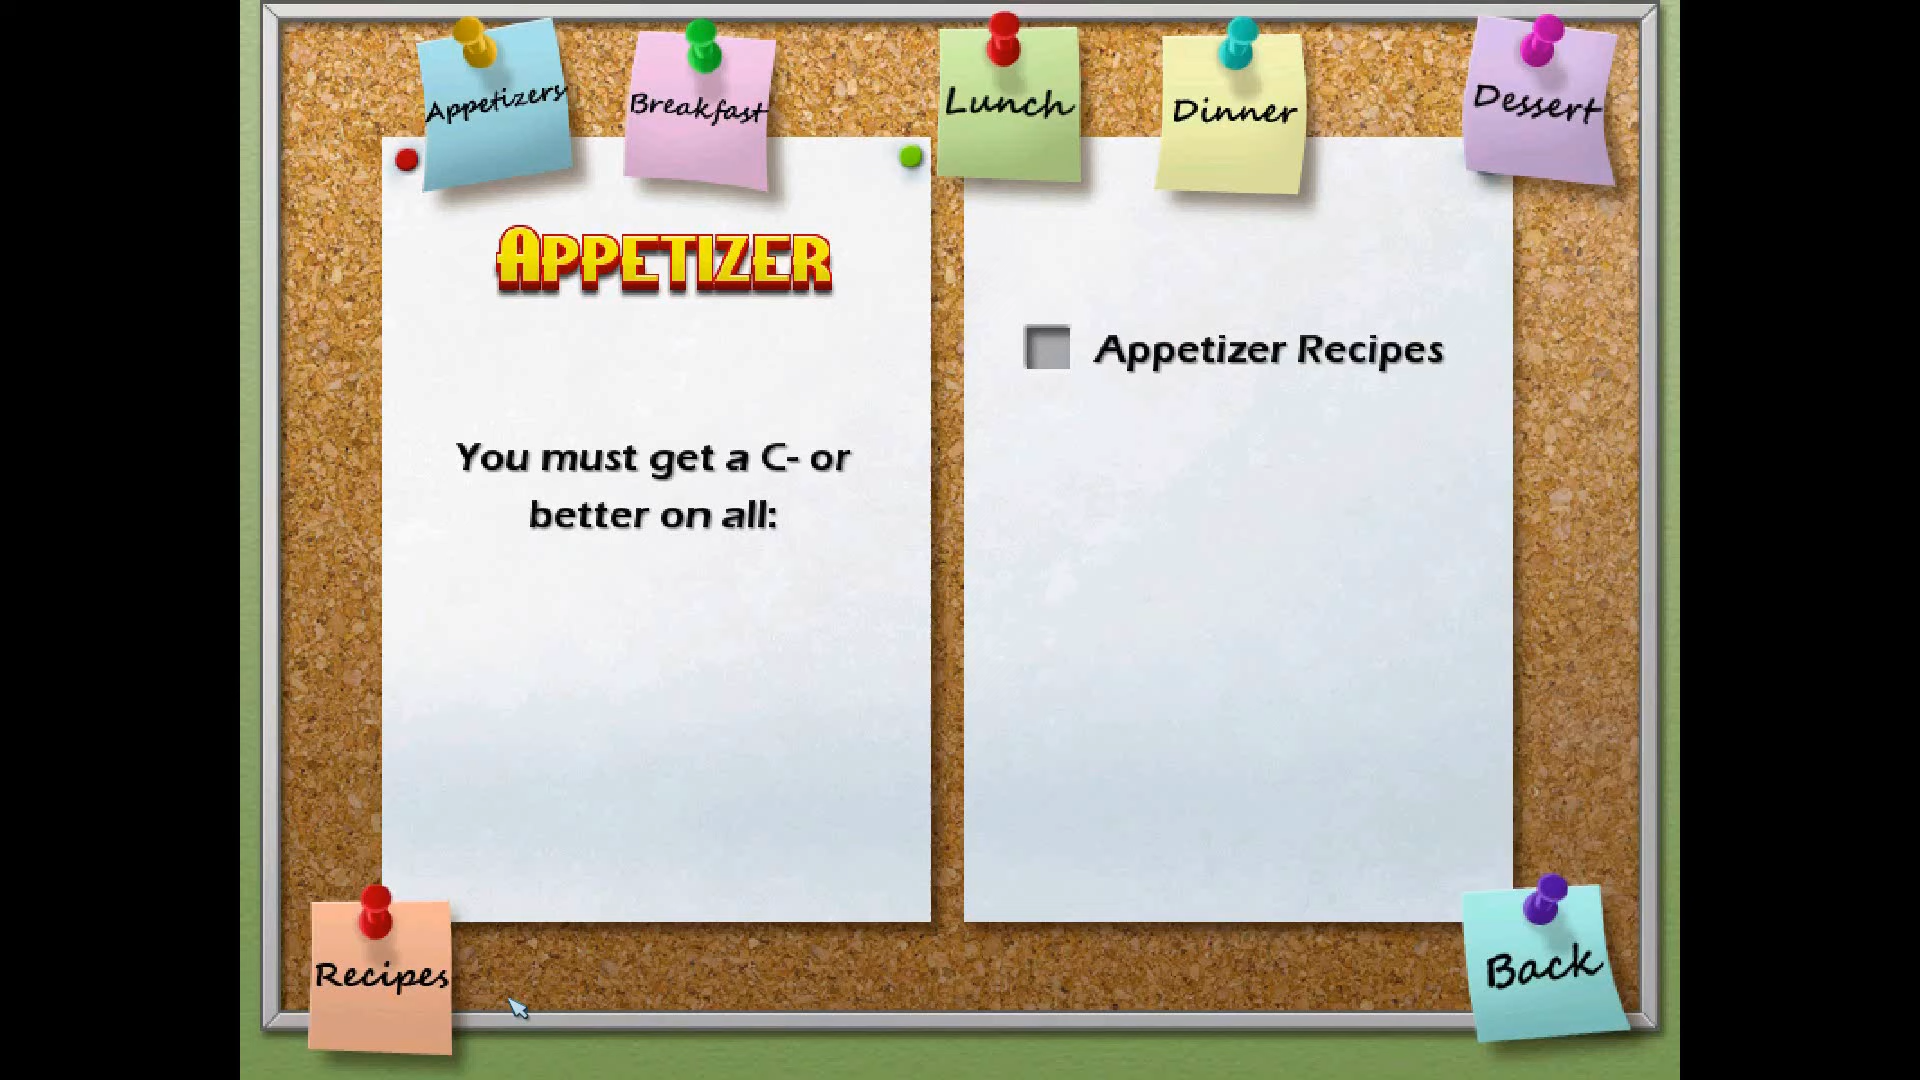 Appetizers
Breakfast
Lunch
Dinner
Dessert
APPETIZER
You must get a C- or
better on all:
Appetizer Recipes
Recipes
Back